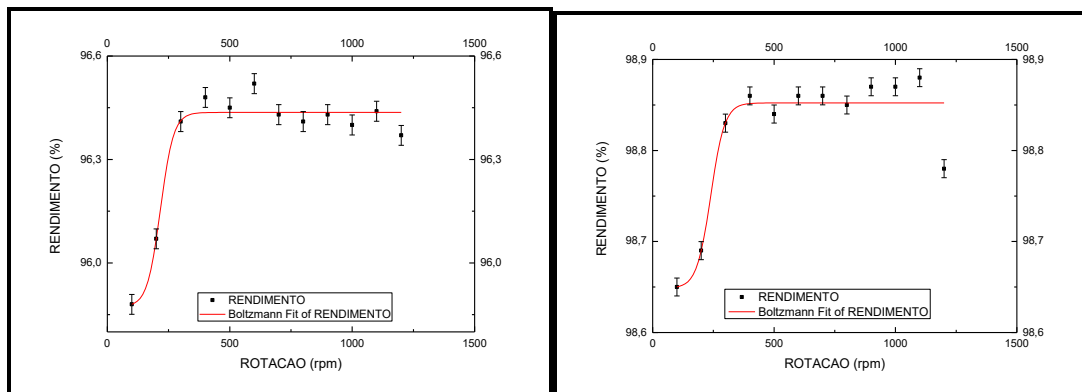 0 500 1000 1500
96,6 96,6
96,3 96,3
96,0 96,0
RENDIMENTO (%)
RENDIMENTO
Boltzmann Fit of RENDIMENTO
0 500 1000 1500
ROTACAO (rpm)
0 500 1000 1500
98,9 98,9
98,8 98,8
98,7 98,7
98,6 98,6
RENDIMENTO (%)
RENDIMENTO
Boltzmann Fit of RENDIMENTO
0 500 1000 1500
ROTACAO (rpm)